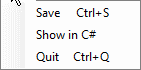 Save Ctrl+S
Show in C#
Quit Ctrl+Q